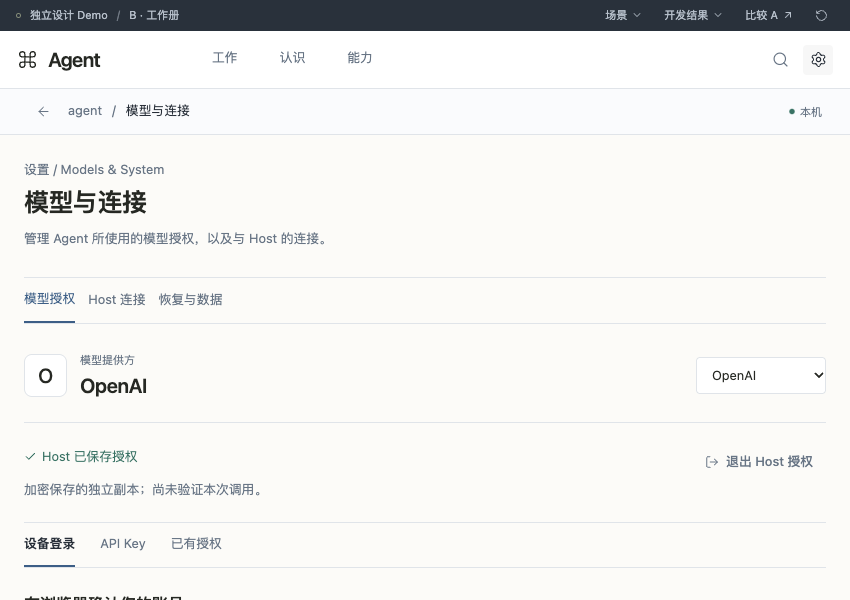 独立设计 Demo / B · 工作册 场景 开发结果 比较 A ↗
Agent 工作 认识 能力
← agent / 模型与连接 本机
设置 / Models & System
模型与连接
管理 Agent 所使用的模型授权，以及与 Host 的连接。
模型授权 Host 连接 恢复与数据
模型提供方
O OpenAI OpenAI
✓ Host 已保存授权 退出 Host 授权
加密保存的独立副本；尚未验证本次调用。
设备登录 API Key 已有授权